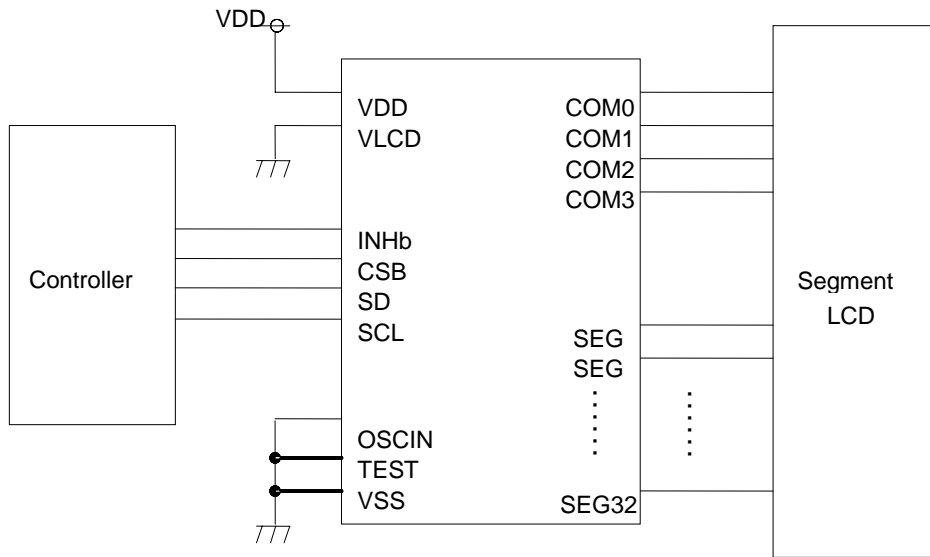 VDD
VDD
VLCD
INHb
CSB
SD
SCL
OSCIN
TEST
VSS
COM0
COM1
COM2
COM3
SEG
SEG
SEG32
Controller
Segment
LCD